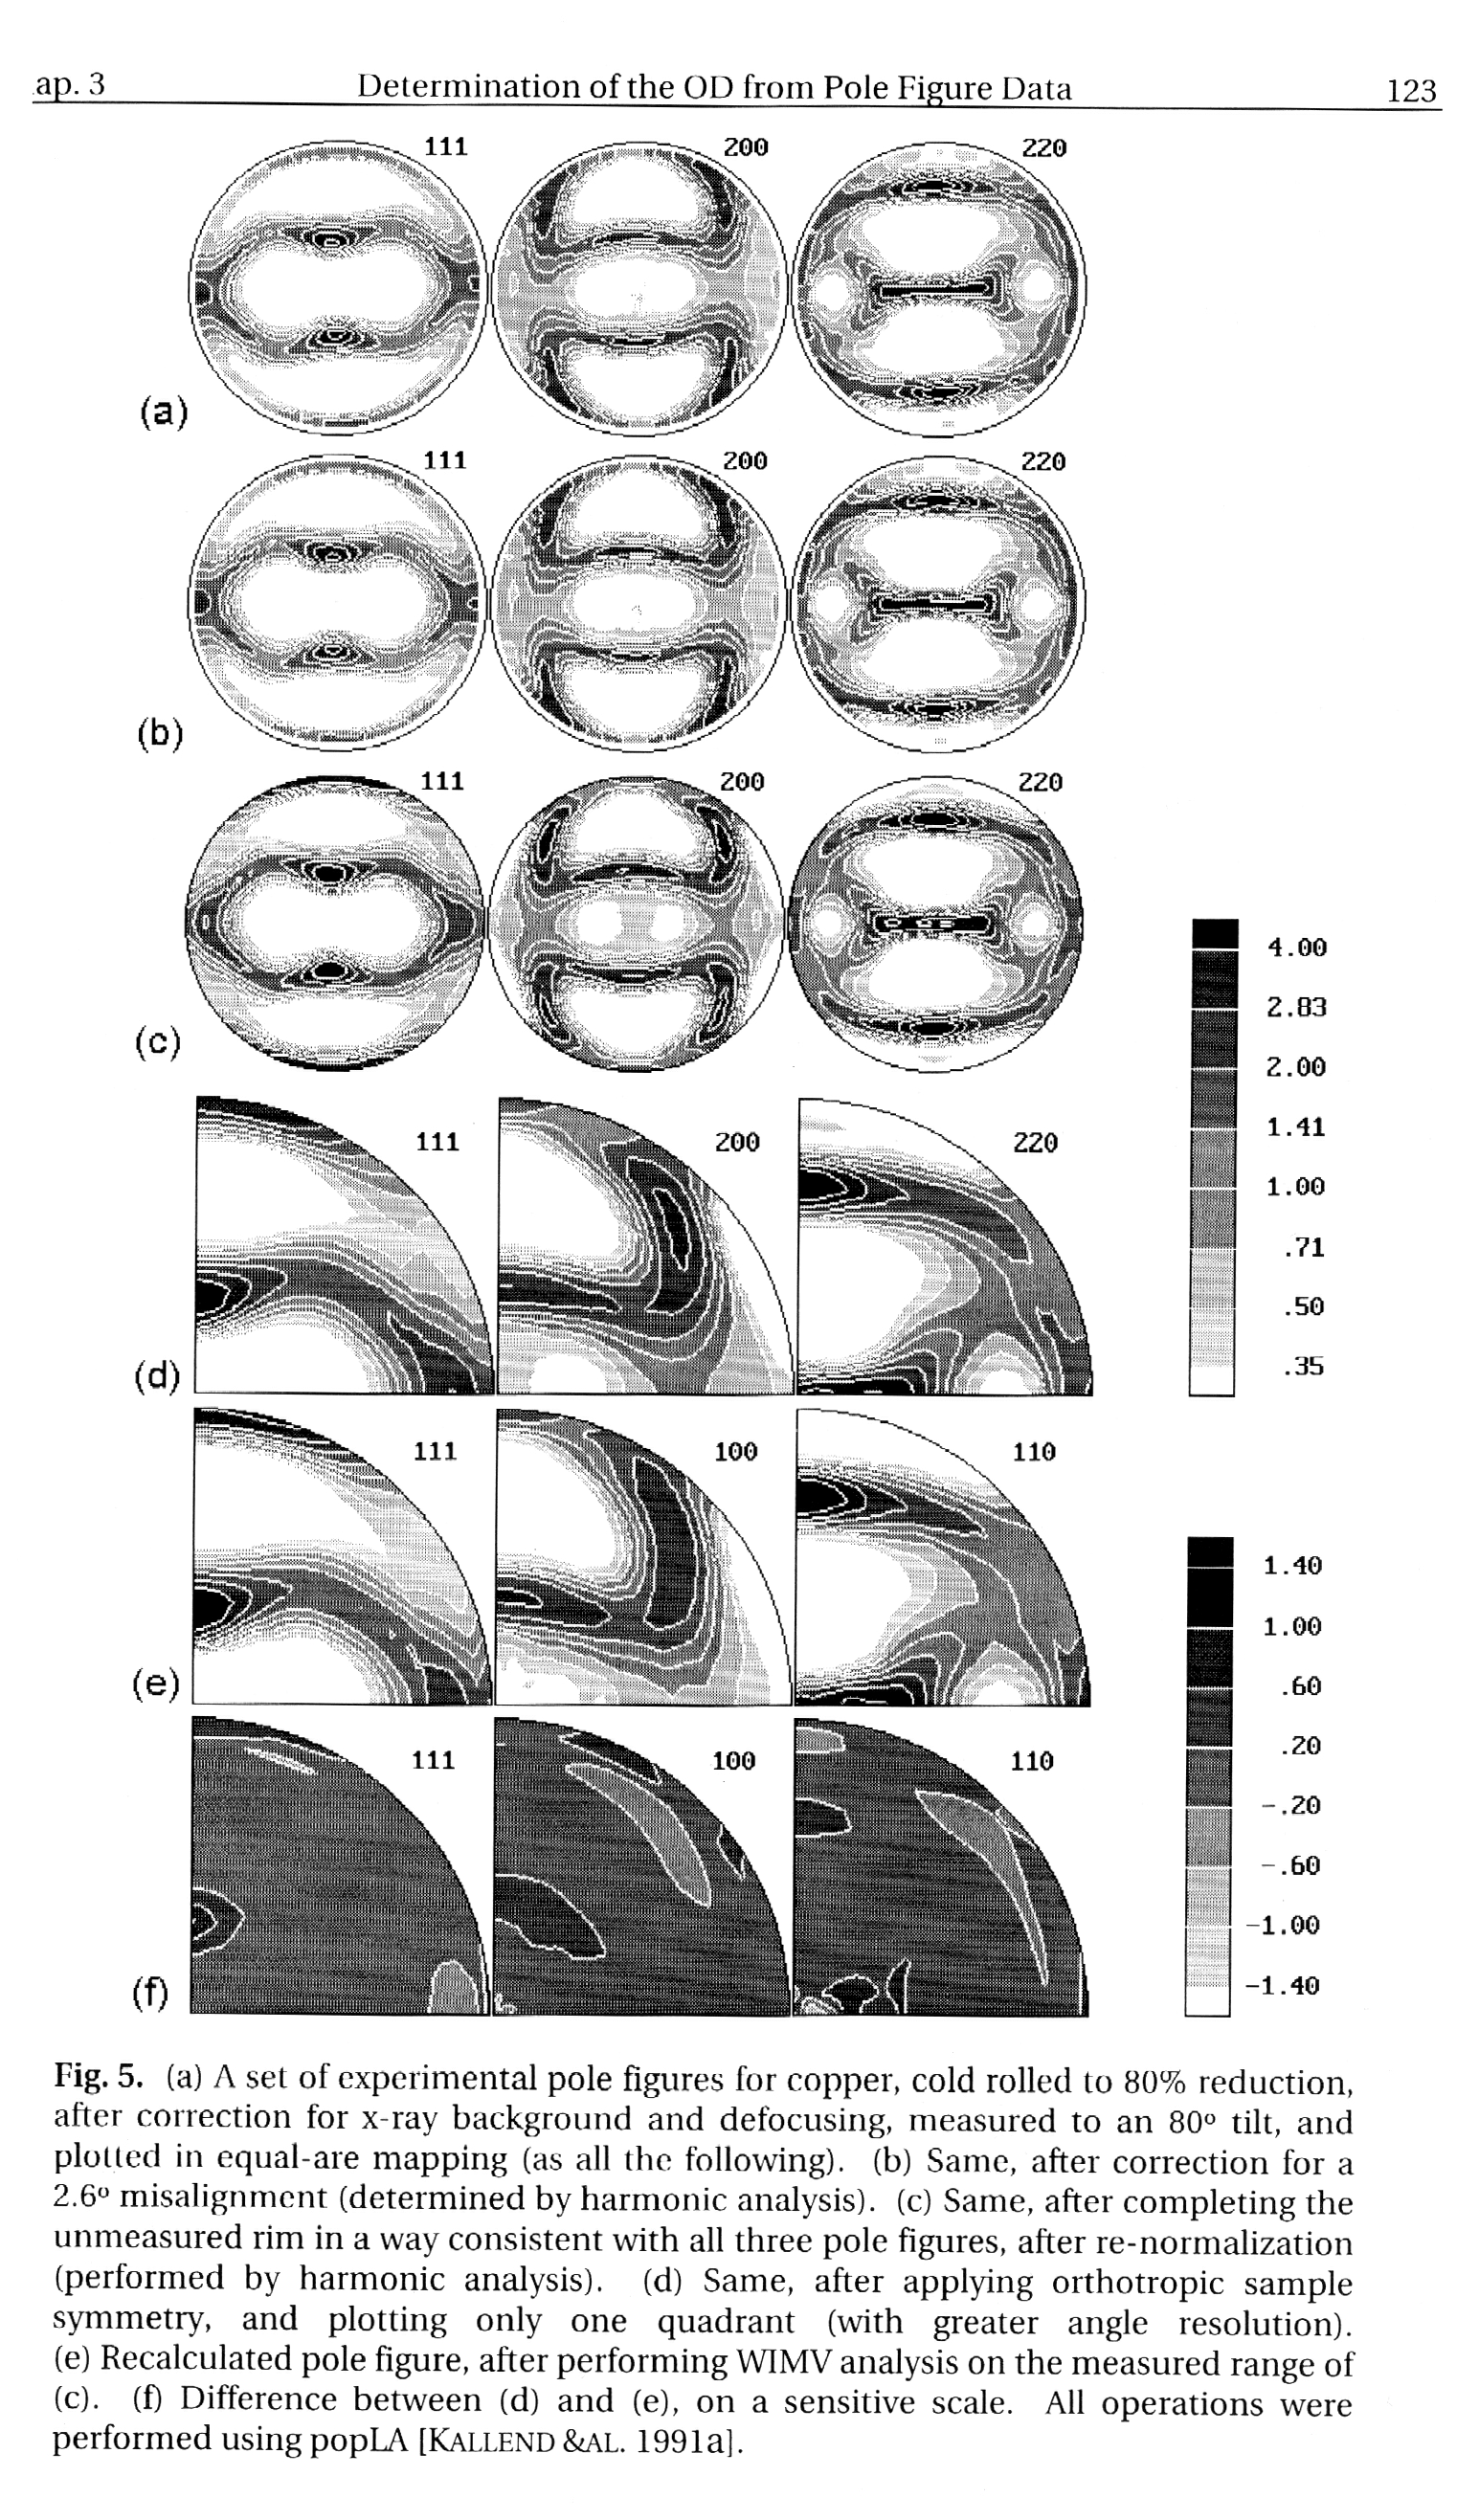 ap. 3 Determination of the OD from Pole Figure Data 123
111 200 220
(a)
111 200 220
(b)
111 200 220
(c)
4.00
2.83
2.00
1.41
1.00
.71
.50
.35
111 200 220
(d)
111 100 110
(e)
1.40
1.00
.60
.20
-.20
-.60
-1.00
-1.40
111 100 110
(f)
Fig. 5. (a) A set of experimental pole figures for copper, cold rolled to 80% reduction,
after correction for x-ray background and defocusing, measured to an 80º tilt, and
plotted in equal-are mapping (as all the following). (b) Same, after correction for a
2.6º misalignment (determined by harmonic analysis). (c) Same, after completing the
unmeasured rim in a way consistent with all three pole figures, after re-normalization
(performed by harmonic analysis). (d) Same, after applying orthotropic sample
symmetry, and plotting only one quadrant (with greater angle resolution).
(e) Recalculated pole figure, after performing WIMV analysis on the measured range of
(c). (f) Difference between (d) and (e), on a sensitive scale. All operations were
performed using popLA [KALLEND &AL. 1991a].